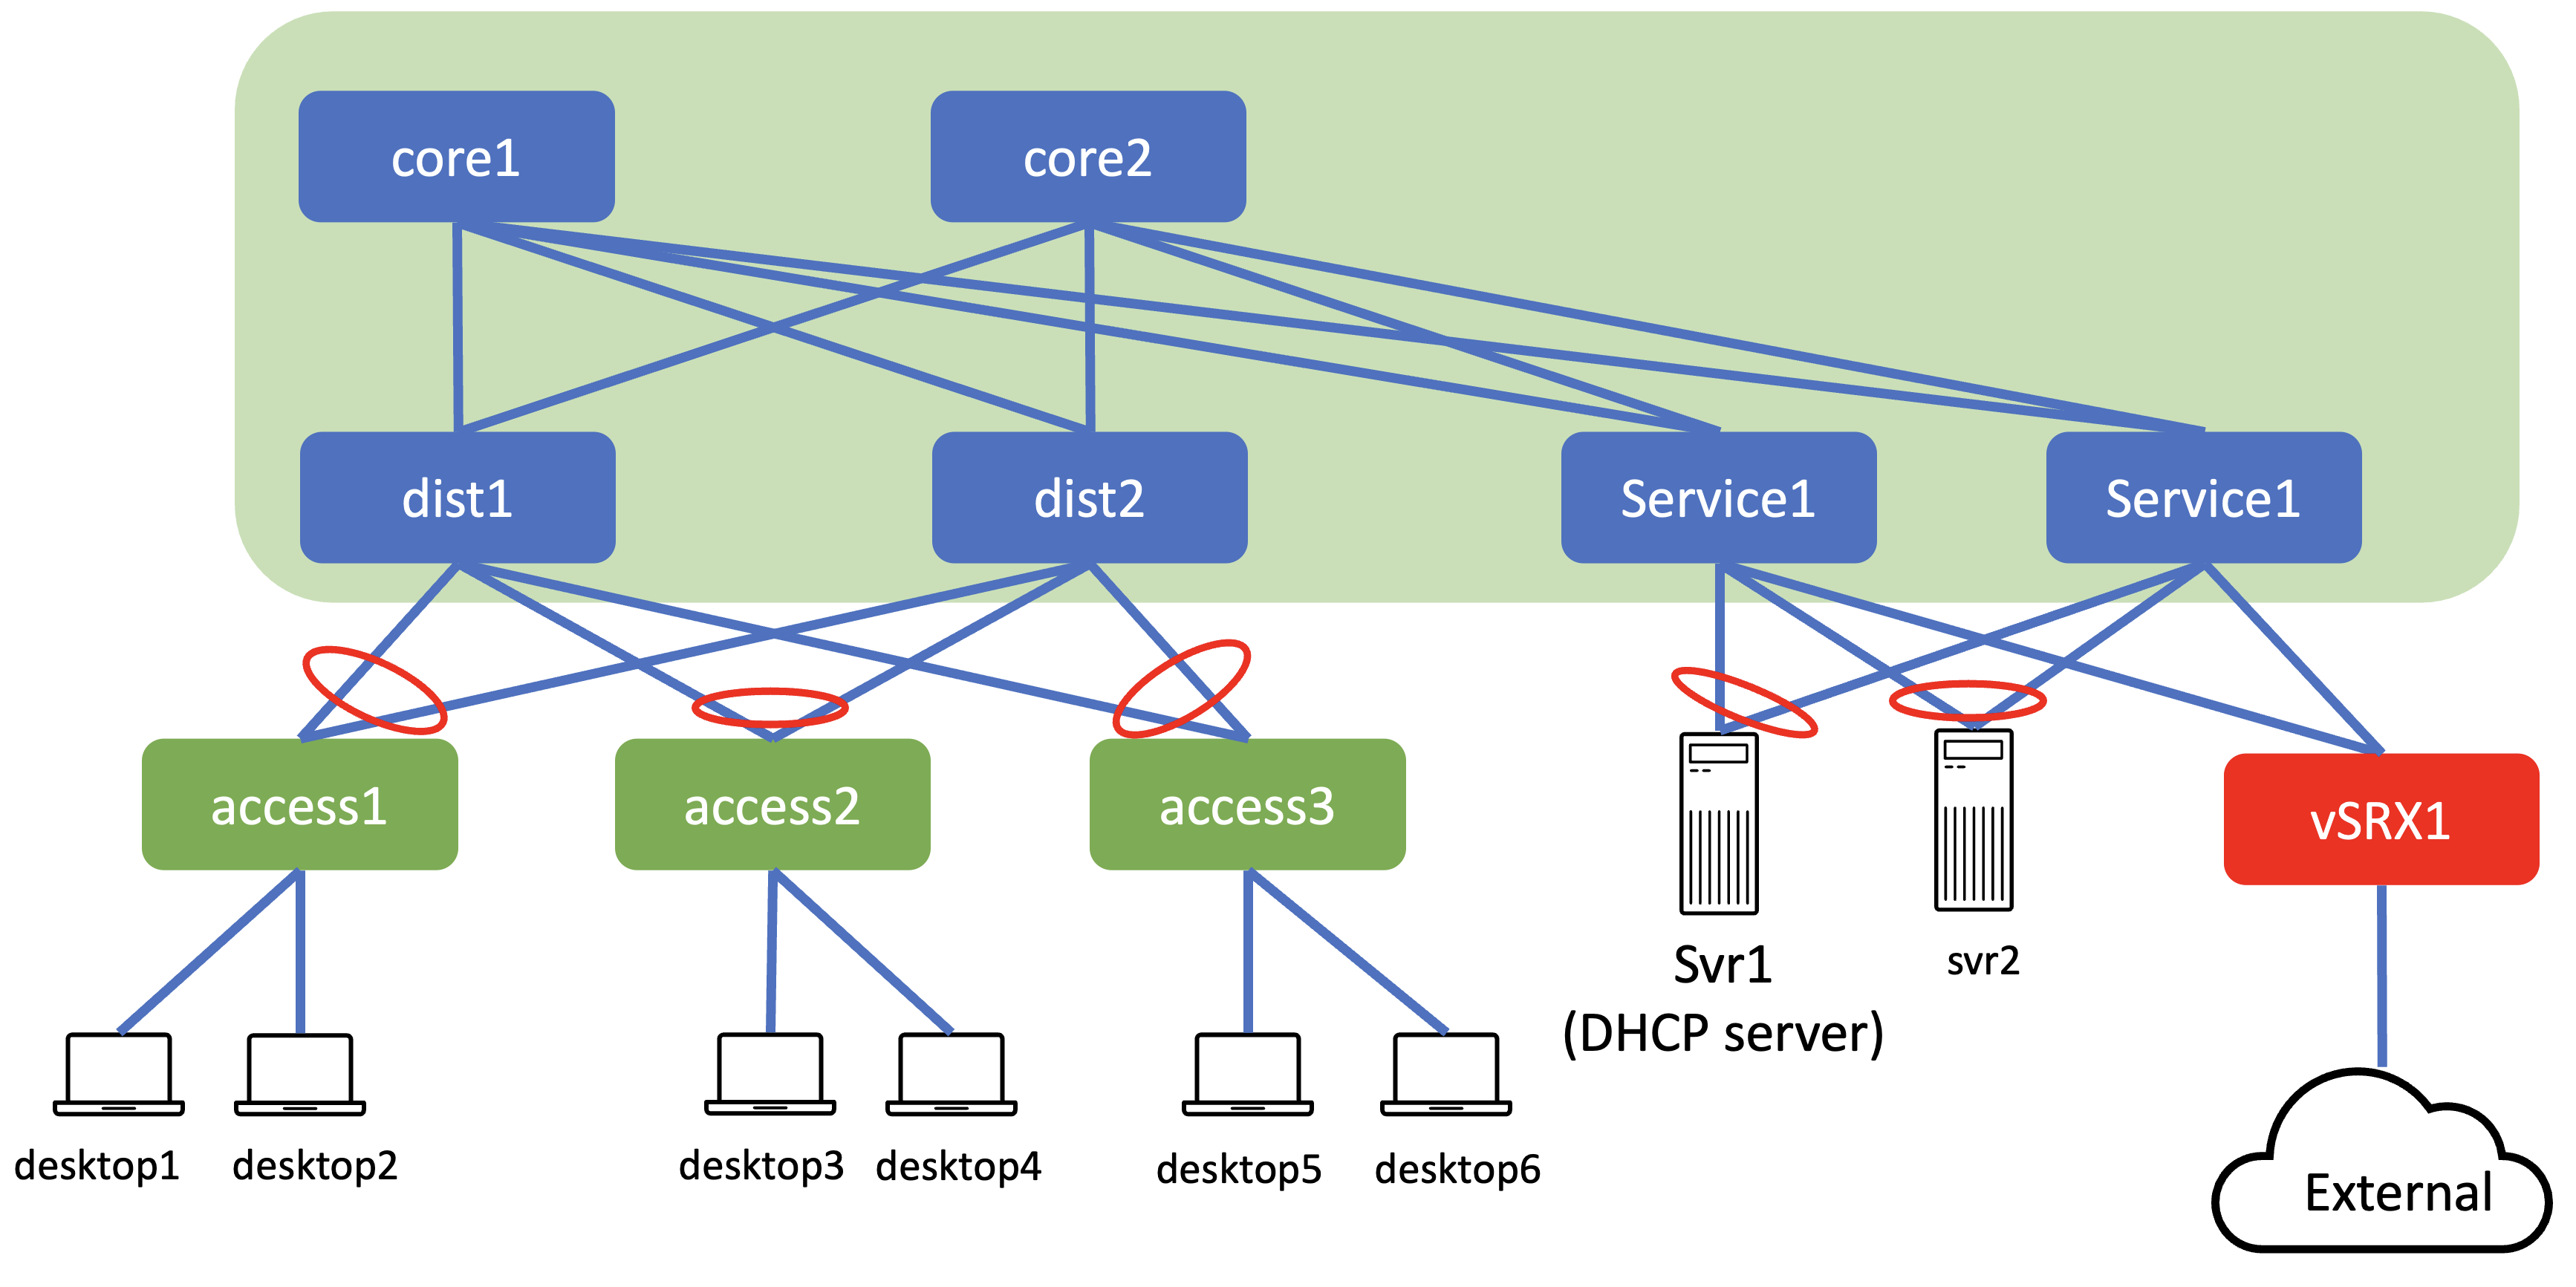 core1
core2
dist1
dist2
Service1
Service1
access1
access2
access3
vSRX1
Svr1
(DHCP server)
svr2
desktop1
desktop2
desktop3
desktop4
desktop5
desktop6
External